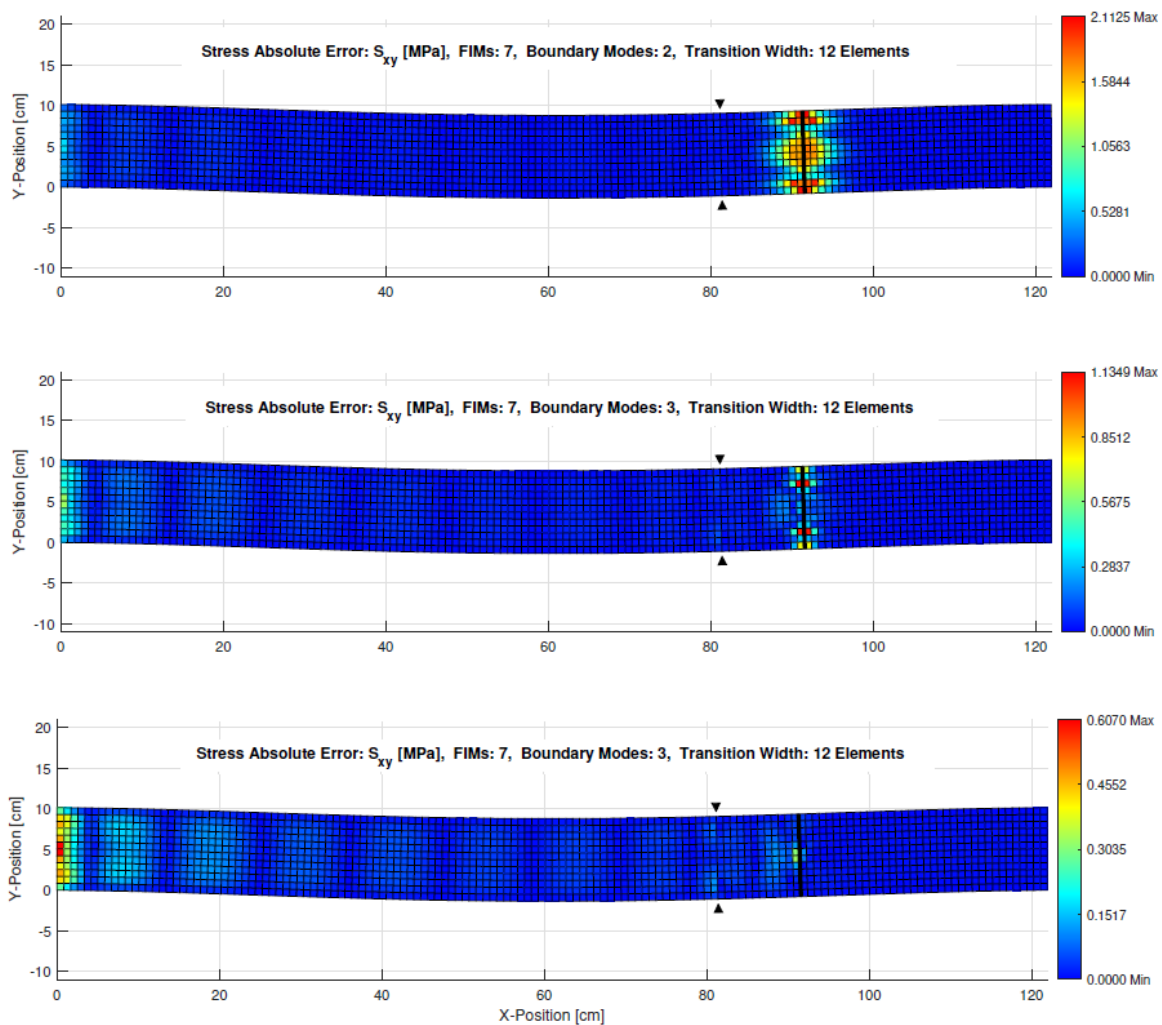 20
15
10
5
0
-5
-10
Y-Position [cm]
Stress Absolute Error: Sxy [MPa], FIMs: 7, Boundary Modes: 2, Transition Width: 12 Elements
0 20 40 60 80 100 120
2.1125 Max
1.5844
1.0563
0.5281
0.0000 Min
20
15
10
5
0
-5
-10
Y-Position [cm]
Stress Absolute Error: Sxy [MPa], FIMs: 7, Boundary Modes: 3, Transition Width: 12 Elements
0 20 40 60 80 100 120
1.1349 Max
0.8512
0.5675
0.2837
0.0000 Min
20
15
10
5
0
-5
-10
Y-Position [cm]
Stress Absolute Error: Sxy [MPa], FIMs: 7, Boundary Modes: 3, Transition Width: 12 Elements
0 20 40 60 80 100 120
X-Position [cm]
0.6070 Max
0.4552
0.3035
0.1517
0.0000 Min